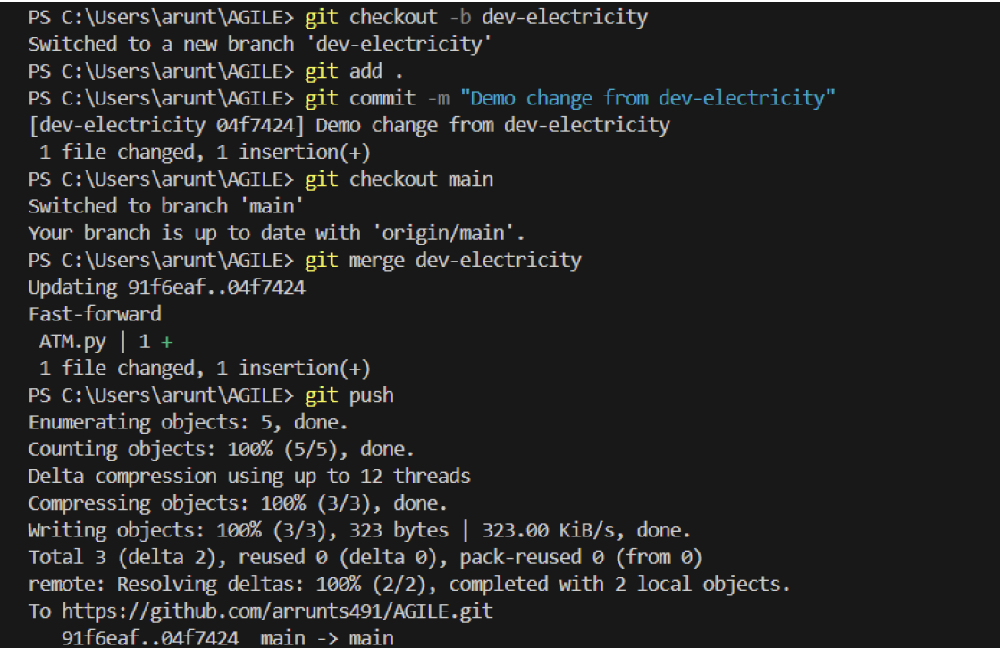 PS C:\Users\arunt\AGILE> git checkout -b dev-electricity
Switched to a new branch 'dev-electricity'
PS C:\Users\arunt\AGILE> git add .
PS C:\Users\arunt\AGILE> git commit -m "Demo change from dev-electricity"
[dev-electricity 04f7424] Demo change from dev-electricity
 1 file changed, 1 insertion(+)
PS C:\Users\arunt\AGILE> git checkout main
Switched to branch 'main'
Your branch is up to date with 'origin/main'.
PS C:\Users\arunt\AGILE> git merge dev-electricity
Updating 91f6eaf..04f7424
Fast-forward
 ATM.py | 1 +
 1 file changed, 1 insertion(+)
PS C:\Users\arunt\AGILE> git push
Enumerating objects: 5, done.
Counting objects: 100% (5/5), done.
Delta compression using up to 12 threads
Compressing objects: 100% (3/3), done.
Writing objects: 100% (3/3), 323 bytes | 323.00 KiB/s, done.
Total 3 (delta 2), reused 0 (delta 0), pack-reused 0 (from 0)
remote: Resolving deltas: 100% (2/2), completed with 2 local objects.
To https://github.com/arrunts491/AGILE.git
   91f6eaf..04f7424  main -> main